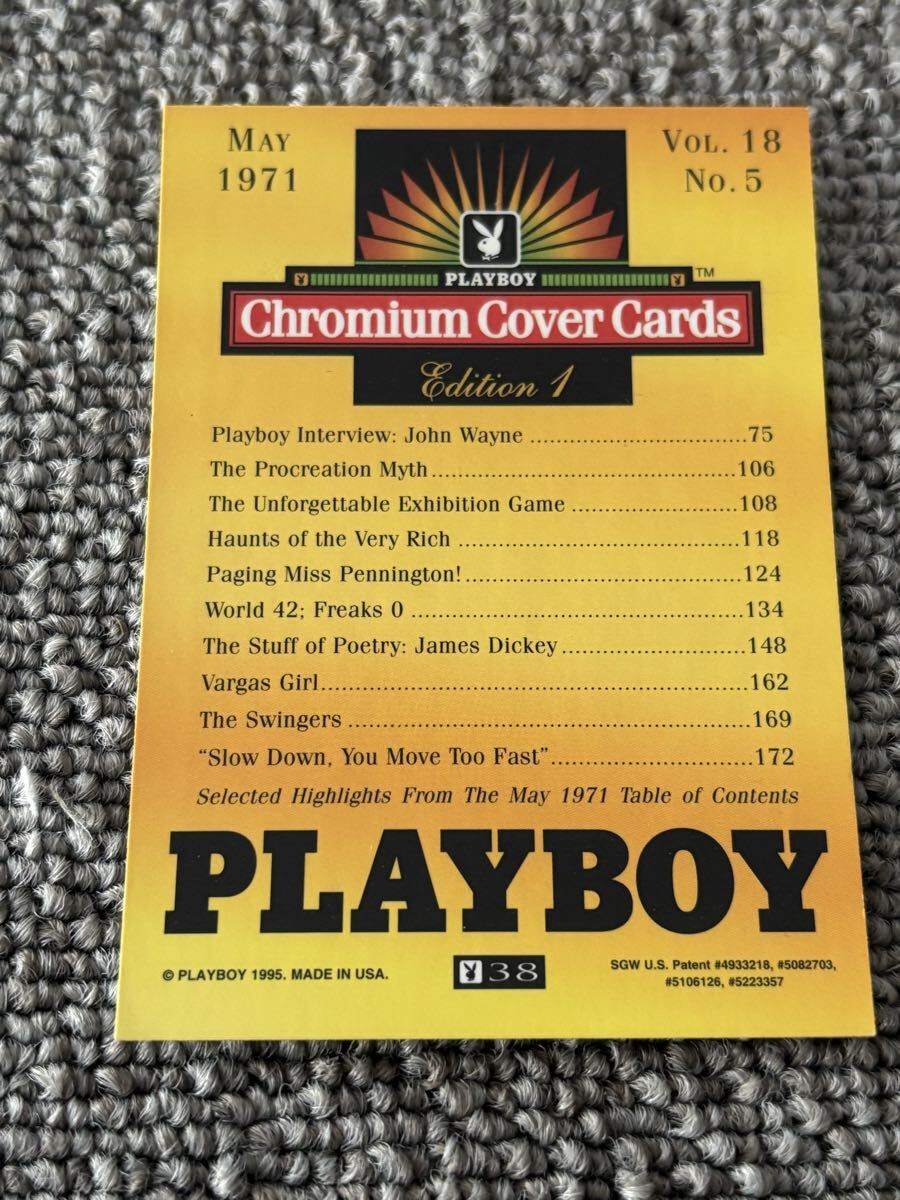 MAY
1971
VOL. 18
No. 5
PLAYBOY
™
Chromium Cover Cards
Edition 1
Playboy Interview: John Wayne ................................75
The Procreation Myth..............................................106
The Unforgettable Exhibition Game .........................108
Haunts of the Very Rich ...........................................118
Paging Miss Pennington!..........................................124
World 42; Freaks 0 ..................................................134
The Stuff of Poetry: James Dickey............................148
Vargas Girl................................................................162
The Swingers .............................................................169
“Slow Down, You Move Too Fast”..............................172
Selected Highlights From The May 1971 Table of Contents
PLAYBOY
© PLAYBOY 1995. MADE IN USA.
38
SGW U.S. Patent #4933218, #5082703,
#5106126, #5223357